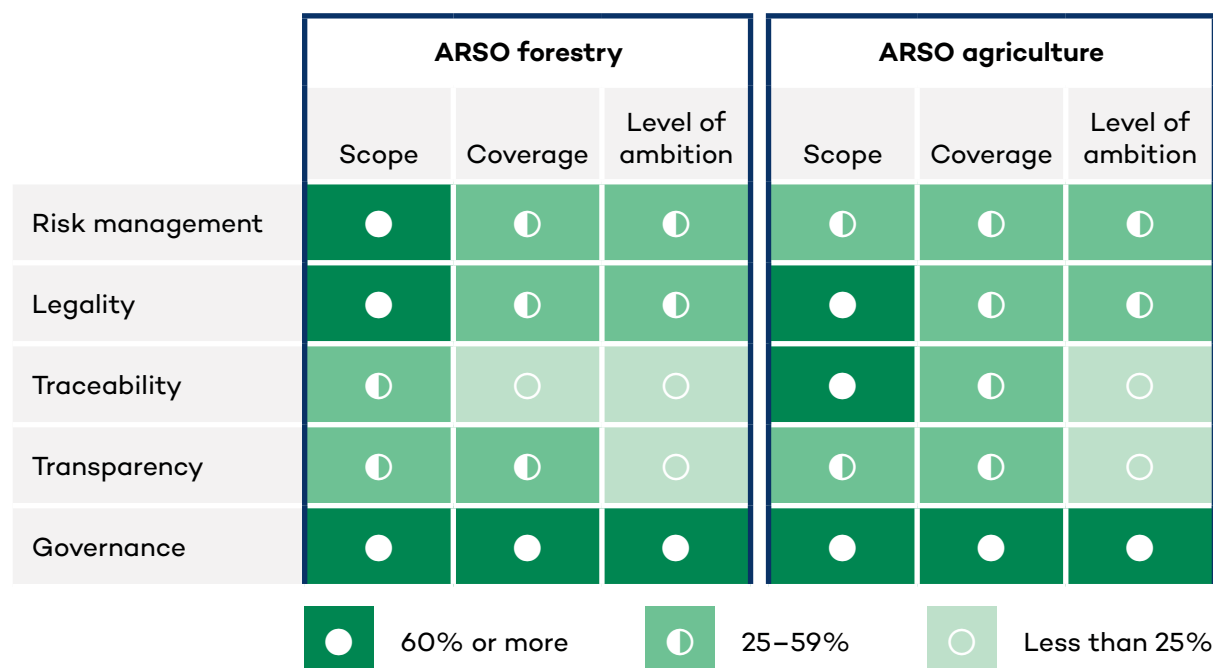 ARSO forestry
ARSO agriculture
Scope
Coverage
Level of
ambition
Scope
Coverage
Level of
ambition
Risk management
Legality
Traceability
Transparency
Governance
60% or more
25–59%
Less than 25%